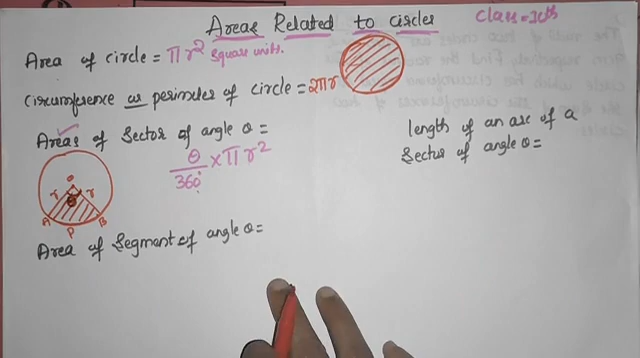 Areas Related to circles
Class=Xth
Area of circle = πr² square units.
circumference or perimeter of circle = 2πr
Areas of Sector of angle θ =
θ/360° × πr²
length of an arc of a
Sector of angle θ=
O
r θ r
A P B
Area of Segment of angle θ=